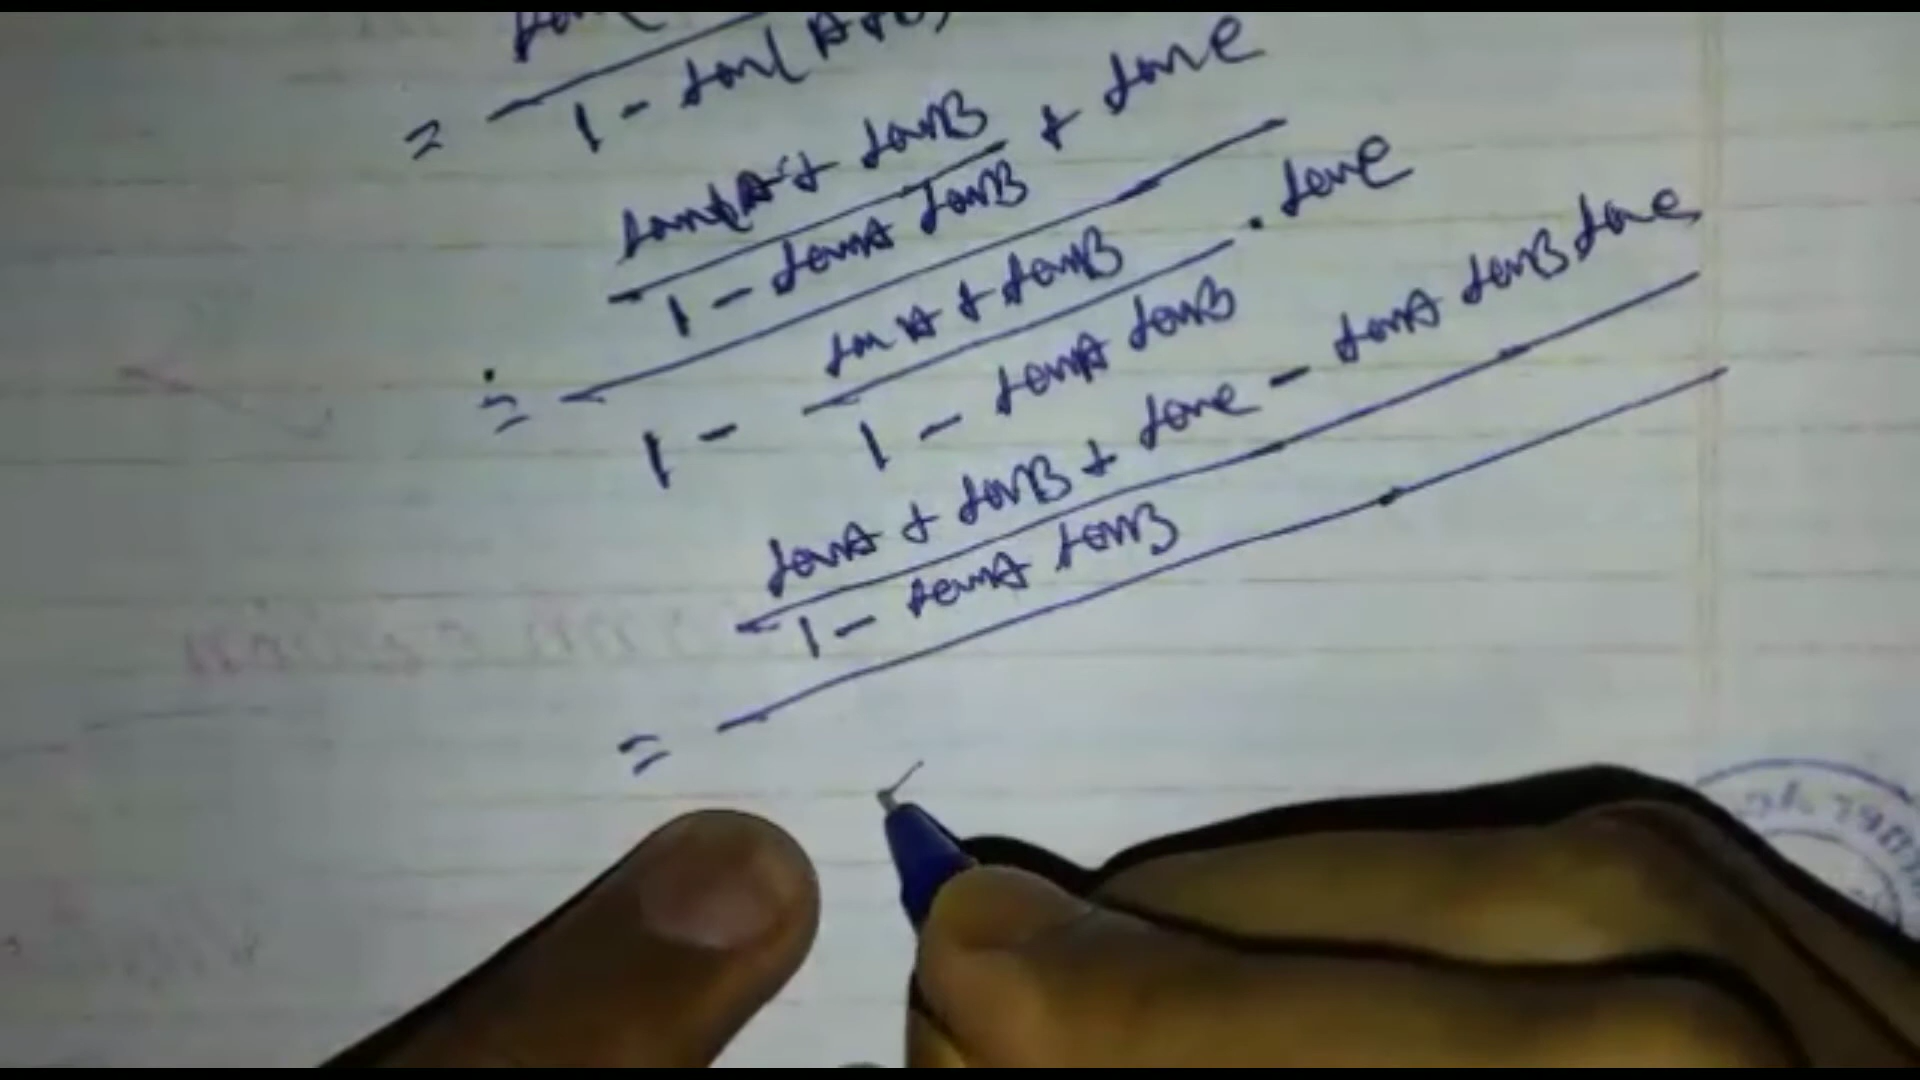 = 1 - tan(A+B)
tan(A + tanB + tanC
1 - tanA tanB
=
tanA + tanB . tanC
1 - 1 - tanA tanB
tanA + tanB + tanC - tanA tanB tanC
1 - tanA tanB
=